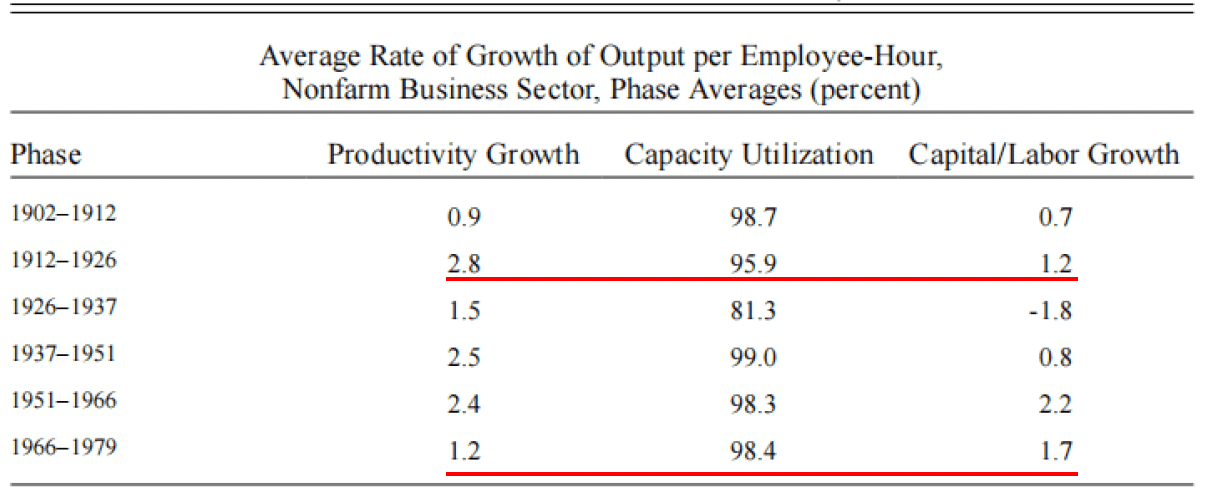 Average Rate of Growth of Output per Employee-Hour,
Nonfarm Business Sector, Phase Averages (percent)
Phase Productivity Growth Capacity Utilization Capital/Labor Growth
1902–1912 0.9 98.7 0.7
1912–1926 2.8 95.9 1.2
1926–1937 1.5 81.3 -1.8
1937–1951 2.5 99.0 0.8
1951–1966 2.4 98.3 2.2
1966–1979 1.2 98.4 1.7